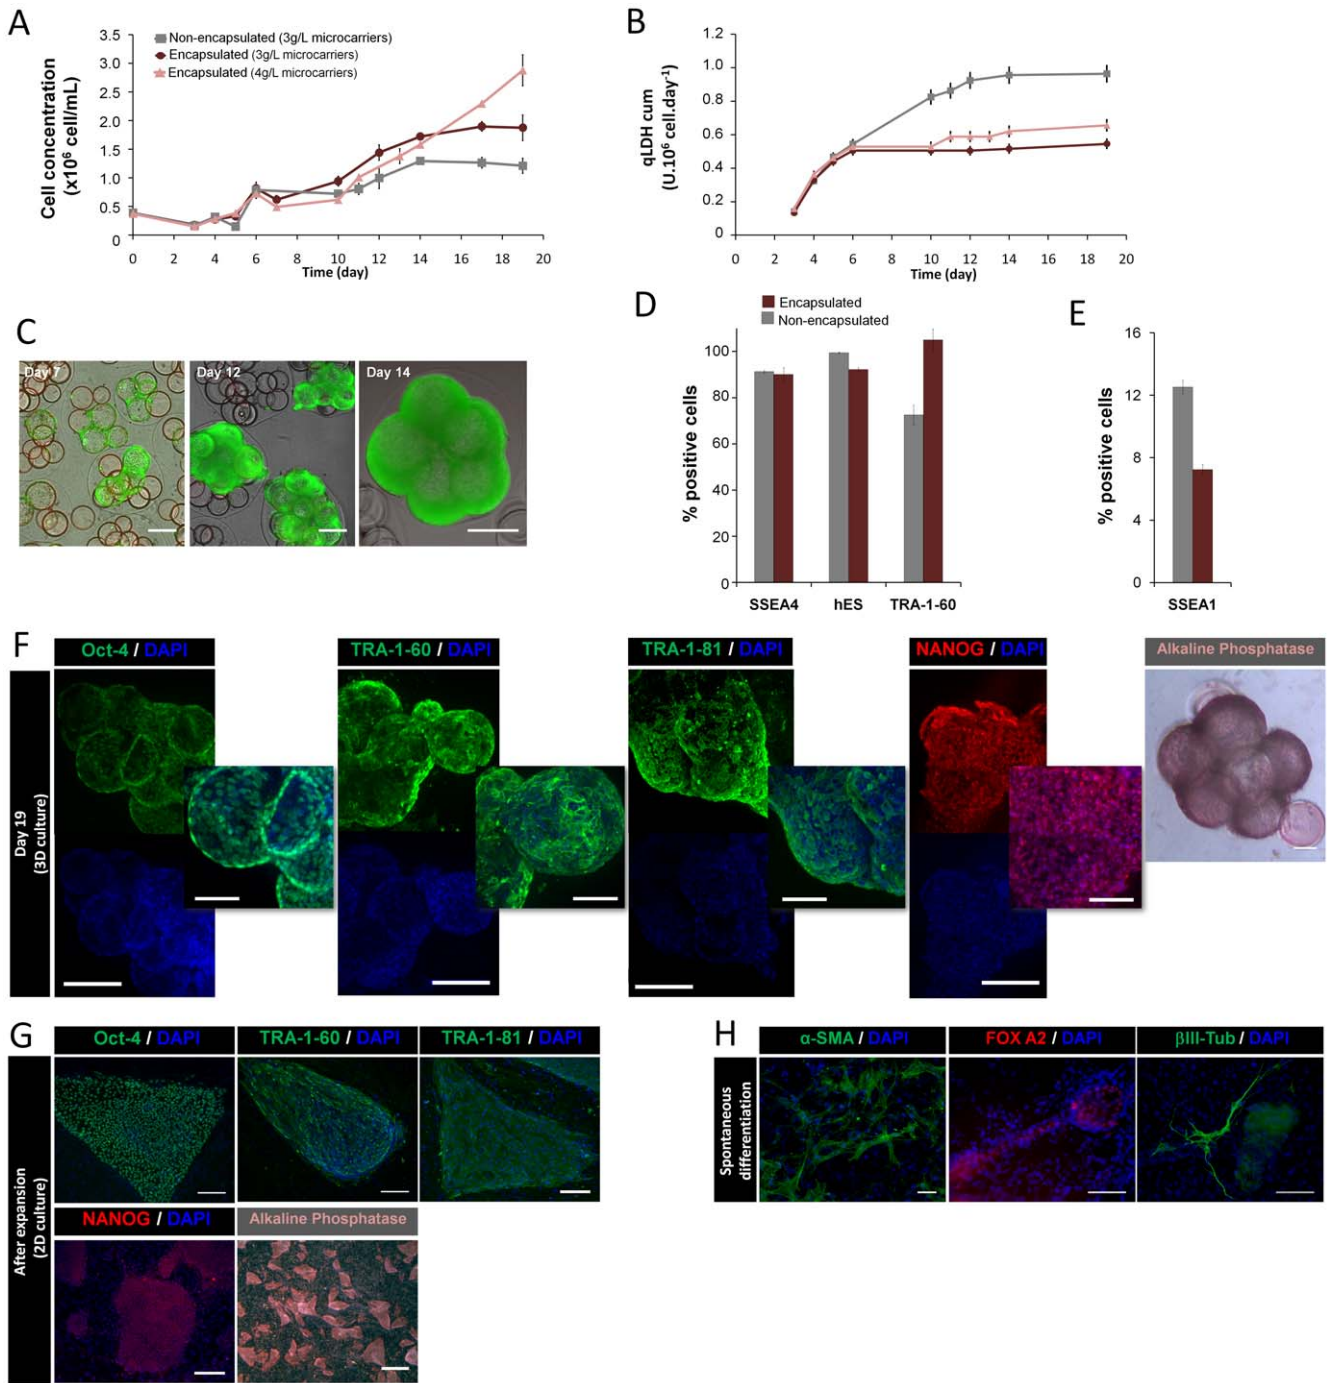 A
Non-encapsulated (3g/L microcarriers)
Encapsulated (3g/L microcarriers)
Encapsulated (4g/L microcarriers)
Cell concentration
(x10⁶ cell/mL)
3.5
3.0
2.5
2.0
1.5
1.0
0.5
0
0 2 4 6 8 10 12 14 16 18 20
Time (day)
B
qLDH cum
(U.10⁶ cell.day⁻¹)
1.2
1.0
0.8
0.6
0.4
0.2
0
0 2 4 6 8 10 12 14 16 18 20
Time (day)
C
Day 7
Day 12
Day 14
D
Encapsulated
Non-encapsulated
% positive cells
100
80
60
40
20
0
SSEA4 hES TRA-1-60
E
% positive cells
16
12
8
4
0
SSEA1
F
Day 19
(3D culture)
Oct-4 / DAPI
TRA-1-60 / DAPI
TRA-1-81 / DAPI
NANOG / DAPI
Alkaline Phosphatase
G
After expansion
(2D culture)
Oct-4 / DAPI
TRA-1-60 / DAPI
TRA-1-81 / DAPI
NANOG / DAPI
Alkaline Phosphatase
H
Spontaneous
differentiation
α-SMA / DAPI
FOX A2 / DAPI
βIII-Tub / DAPI